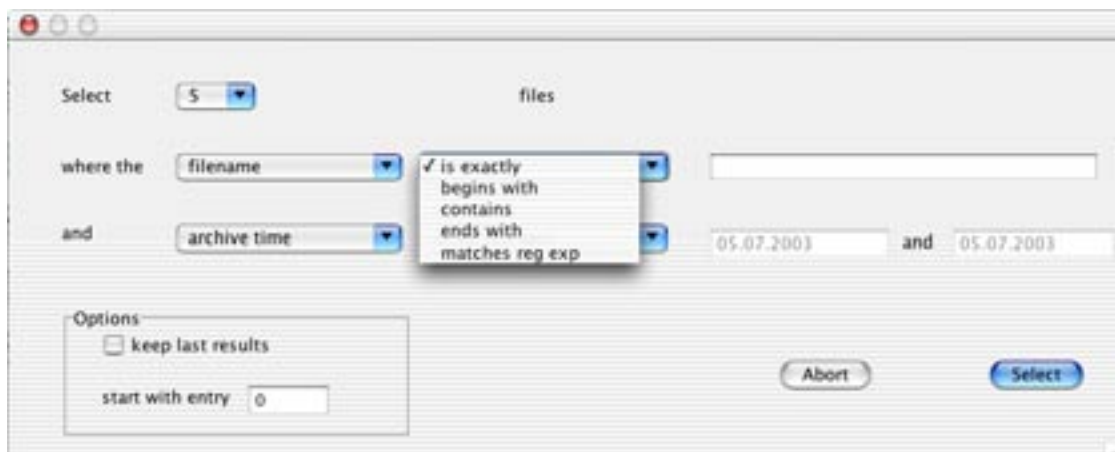 Select 5 files
where the filename ✓ is exactly
begins with
contains
ends with
matches reg exp
and archive time 05.07.2003 and 05.07.2003
Options
keep last results
start with entry 0
Abort Select